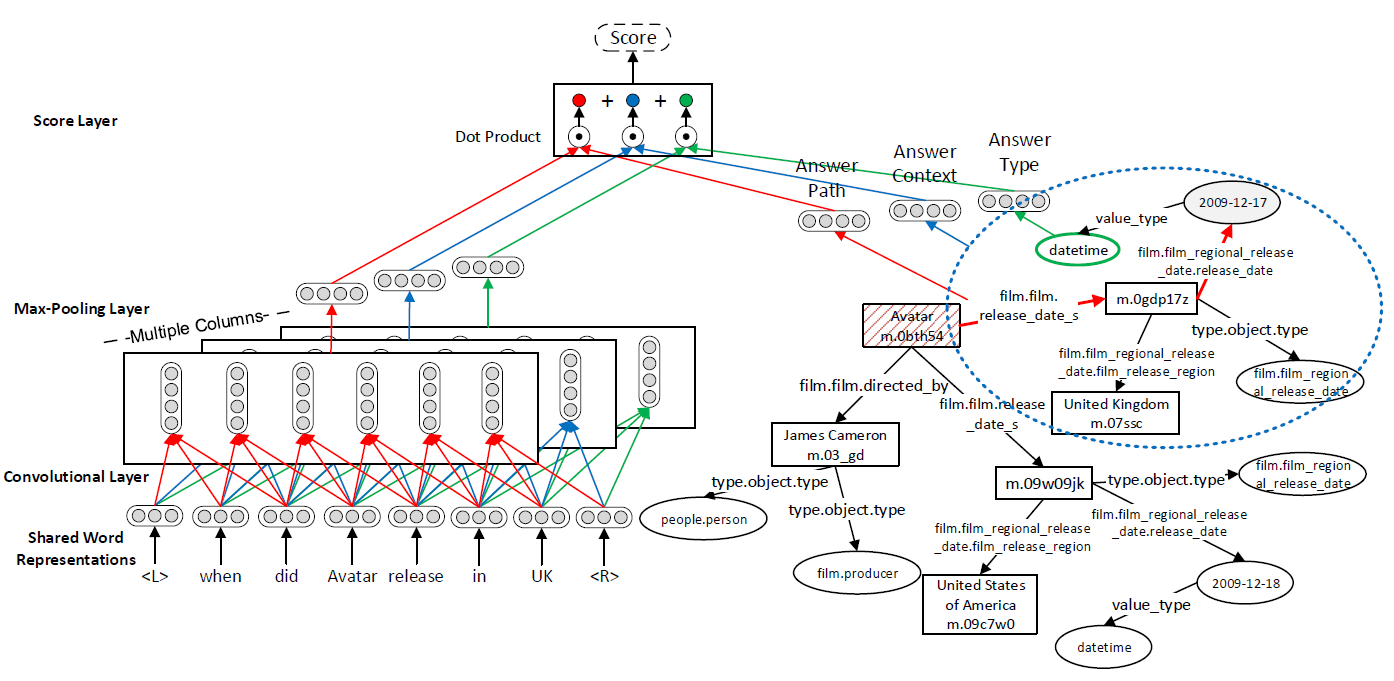 Score
Score Layer
Dot Product
+
+
Answer
Path
Answer
Context
Answer
Type
2009-12-17
value_type
datetime
film.film_regional_release
_date.release_date
Max-Pooling Layer
- -Multiple Columns- -
Avatar
m.0bth54
film.film.
release_date_s
m.0gdp17z
type.object.type
film.film_regional_release
_date.film_release_region
film.film_region
al_release_date
United Kingdom
m.07ssc
film.film.directed_by
film.film.release
_date_s
James Cameron
m.03_gd
Convolutional Layer
type.object.type
people.person
type.object.type
film.producer
m.09w09jk
type.object.type
film.film_region
al_release_date
film.film_regional_release
_date.release_date
film.film_regional_release
_date.film_release_region
United States
of America
m.09c7w0
2009-12-18
value_type
datetime
Shared Word
Representations
<L> when did Avatar release in UK <R>